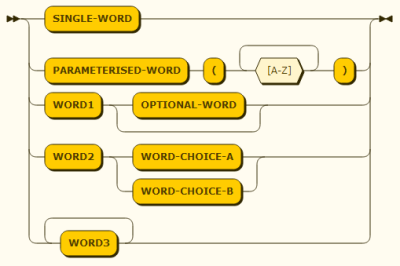 SINGLE-WORD
PARAMETERISED-WORD ( [A-Z] )
WORD1 OPTIONAL-WORD
WORD2 WORD-CHOICE-A
WORD-CHOICE-B
WORD3